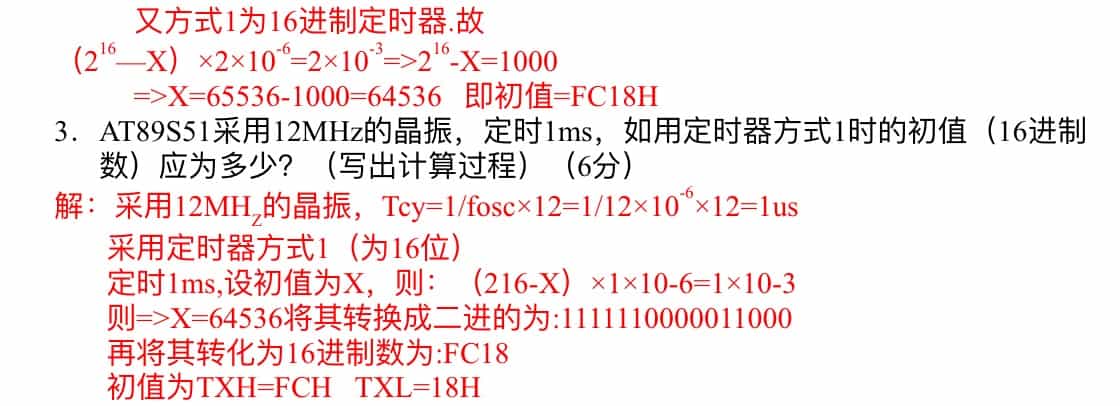 又方式1为16进制定时器.故
（2¹⁶—X）×2×10⁻⁶=2×10⁻³=>2¹⁶-X=1000
=>X=65536-1000=64536 即初值=FC18H
3．AT89S51采用12MHz的晶振，定时1ms，如用定时器方式1时的初值（16进制
数）应为多少？（写出计算过程）（6分）
解：采用12MH_Z的晶振，Tcy=1/fosc×12=1/12×10⁻⁶×12=1us
采用定时器方式1（为16位）
定时1ms,设初值为X，则：（216-X）×1×10-6=1×10-3
则=>X=64536将其转换成二进的为:1111110000011000
再将其转化为16进制数为:FC18
初值为TXH=FCH TXL=18H